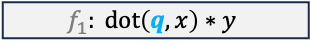 f₁: dot(q, x) * y